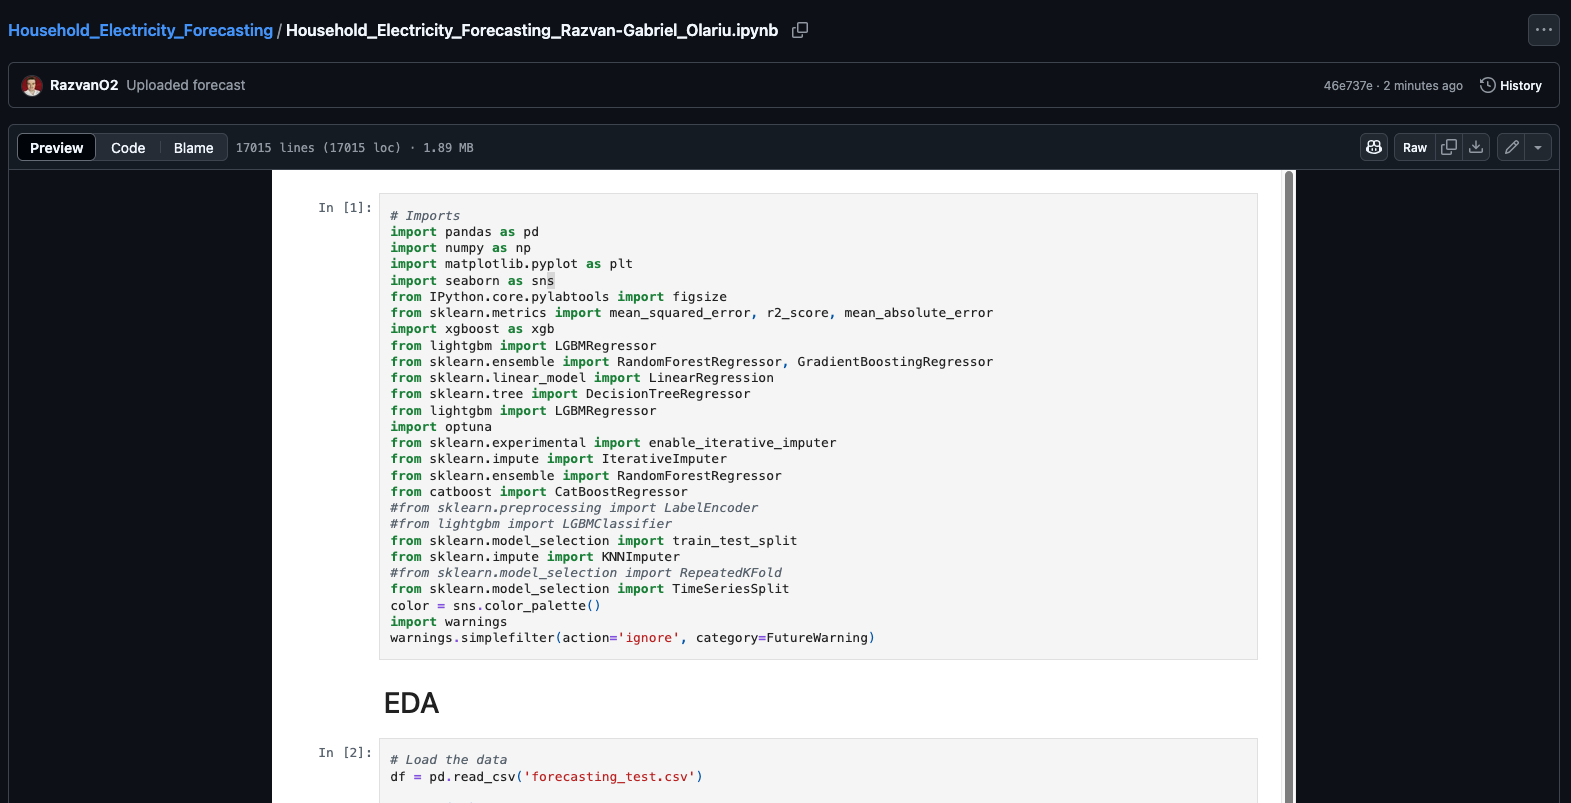 Household_Electricity_Forecasting / Household_Electricity_Forecasting_Razvan-Gabriel_Olariu.ipynb
RazvanO2 Uploaded forecast 46e737e · 2 minutes ago History
Preview Code Blame 17015 lines (17015 loc) · 1.89 MB Raw
In [1]:
# Imports
import pandas as pd
import numpy as np
import matplotlib.pyplot as plt
import seaborn as sns
from IPython.core.pylabtools import figsize
from sklearn.metrics import mean_squared_error, r2_score, mean_absolute_error
import xgboost as xgb
from lightgbm import LGBMRegressor
from sklearn.ensemble import RandomForestRegressor, GradientBoostingRegressor
from sklearn.linear_model import LinearRegression
from sklearn.tree import DecisionTreeRegressor
from lightgbm import LGBMRegressor
import optuna
from sklearn.experimental import enable_iterative_imputer
from sklearn.impute import IterativeImputer
from sklearn.ensemble import RandomForestRegressor
from catboost import CatBoostRegressor
#from sklearn.preprocessing import LabelEncoder
#from lightgbm import LGBMClassifier
from sklearn.model_selection import train_test_split
from sklearn.impute import KNNImputer
#from sklearn.model_selection import RepeatedKFold
from sklearn.model_selection import TimeSeriesSplit
color = sns.color_palette()
import warnings
warnings.simplefilter(action='ignore', category=FutureWarning)
EDA
In [2]:
# Load the data
df = pd.read_csv('forecasting_test.csv')